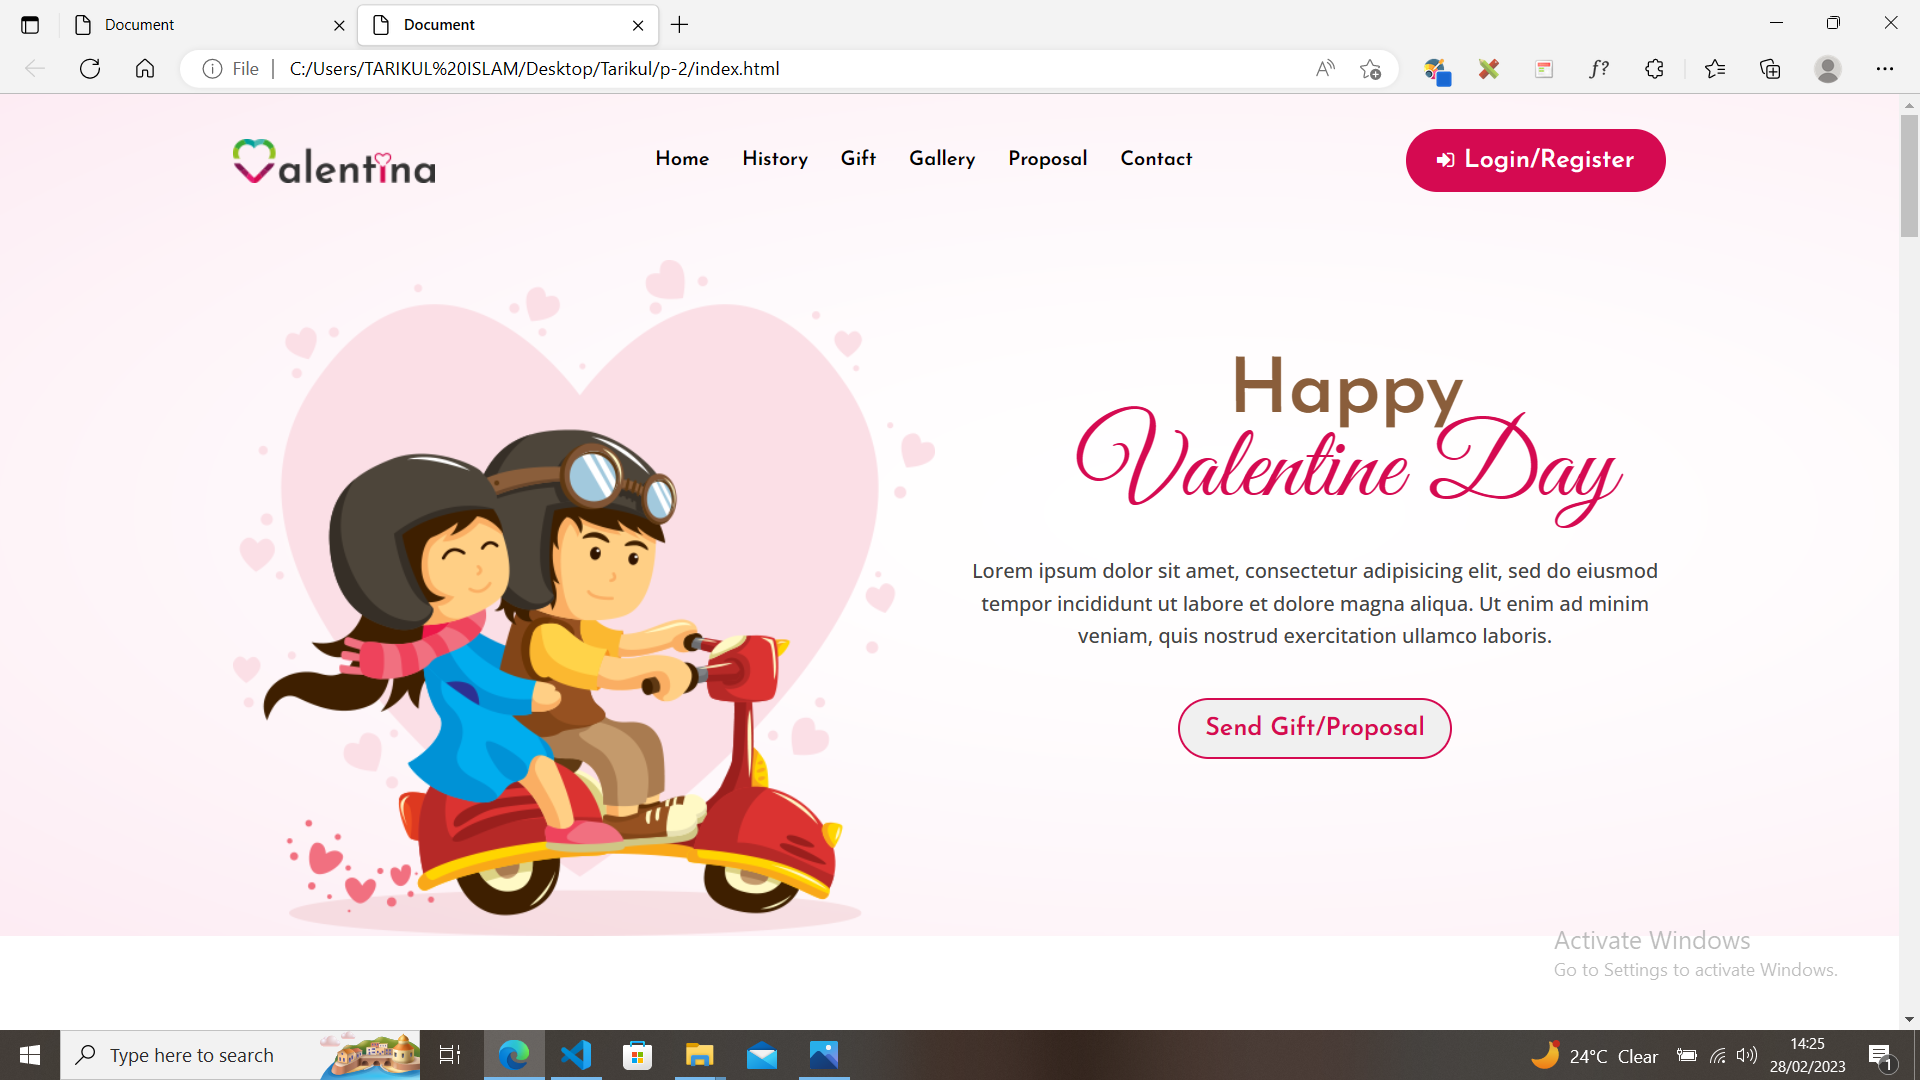 Document
Document
File
C:/Users/TARIKUL%20ISLAM/Desktop/Tarikul/p-2/index.html
Valentina
Home History Gift Gallery Proposal Contact
Login/Register
Happy
Valentine Day
Lorem ipsum dolor sit amet, consectetur adipisicing elit, sed do eiusmod
tempor incididunt ut labore et dolore magna aliqua. Ut enim ad minim
veniam, quis nostrud exercitation ullamco laboris.
Send Gift/Proposal
Activate Windows
Go to Settings to activate Windows.
Type here to search
24°C Clear
14:25
28/02/2023
1